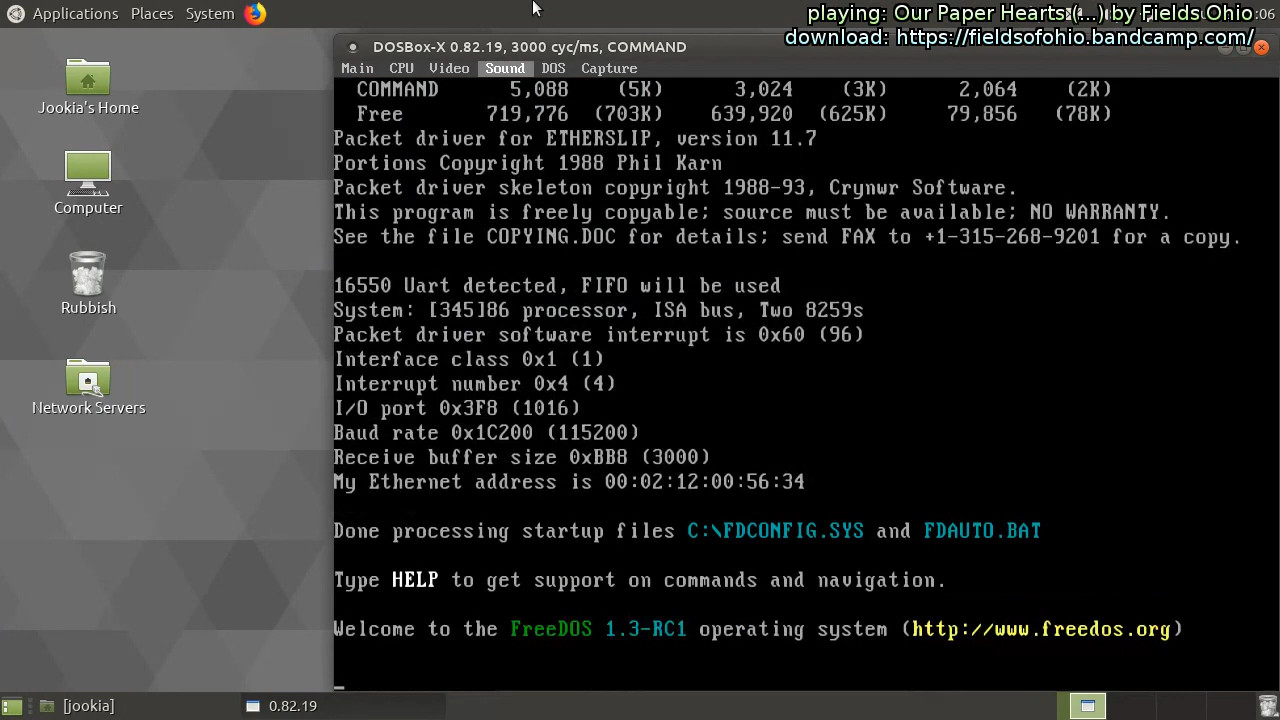 Applications Places System
:06
playing: Our Paper Hearts (...) by Fields Ohio
download: https://fieldsofohio.bandcamp.com/
Jookia's Home
Computer
Rubbish
Network Servers
DOSBox-X 0.82.19, 3000 cyc/ms, COMMAND
Main CPU Video Sound DOS Capture
COMMAND 5,088 (5K) 3,024 (3K) 2,064 (2K)
Free 719,776 (703K) 639,920 (625K) 79,856 (78K)
Packet driver for ETHERSLIP, version 11.7
Portions Copyright 1988 Phil Karn
Packet driver skeleton copyright 1988-93, Crynwr Software.
This program is freely copyable; source must be available; NO WARRANTY.
See the file COPYING.DOC for details; send FAX to +1-315-268-9201 for a copy.
16550 Uart detected, FIFO will be used
System: [345]86 processor, ISA bus, Two 8259s
Packet driver software interrupt is 0x60 (96)
Interface class 0x1 (1)
Interrupt number 0x4 (4)
I/O port 0x3F8 (1016)
Baud rate 0x1C200 (115200)
Receive buffer size 0xBB8 (3000)
My Ethernet address is 00:02:12:00:56:34
Done processing startup files C:\FDCONFIG.SYS and FDAUTO.BAT
Type HELP to get support on commands and navigation.
Welcome to the FreeDOS 1.3-RC1 operating system (http://www.freedos.org)
[jookia] 0.82.19